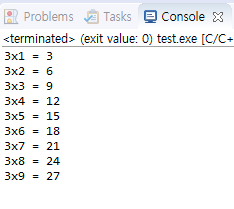 Problems Tasks Console
<terminated> (exit value: 0) test.exe [C/C+
3x1 = 3
3x2 = 6
3x3 = 9
3x4 = 12
3x5 = 15
3x6 = 18
3x7 = 21
3x8 = 24
3x9 = 27